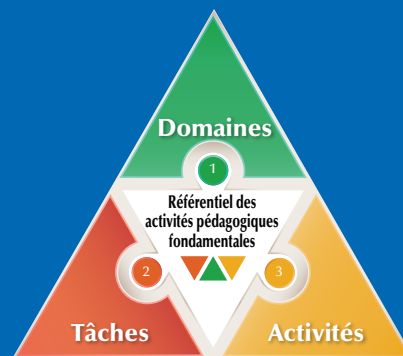 Domaines
1
Référentiel des
activités pédagogiques
fondamentales
2
3
Tâches
Activités